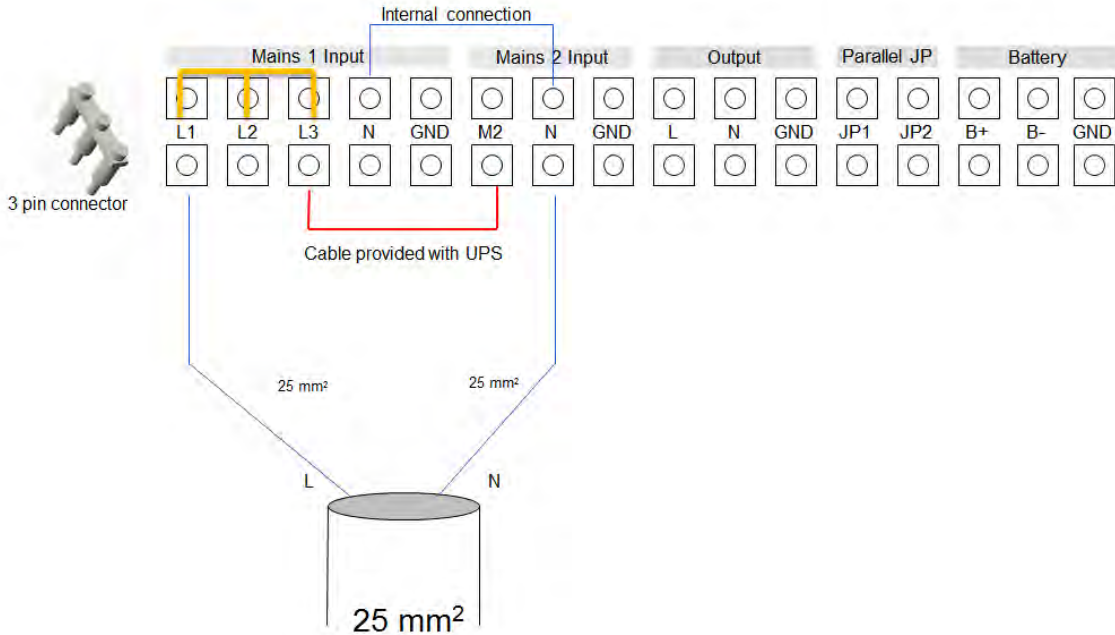 Internal connection
Mains 1 Input Mains 2 Input Output Parallel JP Battery
L1 L2 L3 N GND M2 N GND L N GND JP1 JP2 B+ B- GND
3 pin connector
Cable provided with UPS
25 mm² 25 mm²
L N
25 mm²